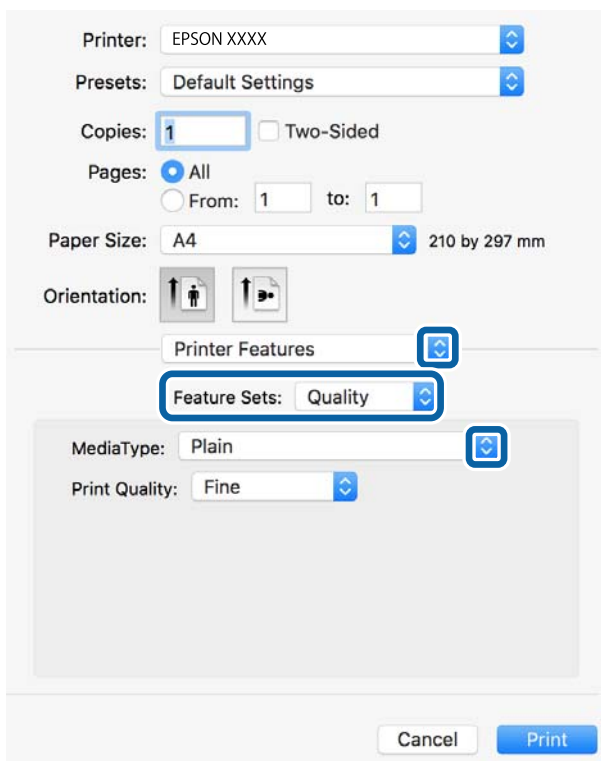 Printer: EPSON XXXX
Presets: Default Settings
Copies: 1 Two-Sided
Pages: All
From: 1 to: 1
Paper Size: A4 210 by 297 mm
Orientation:
Printer Features
Feature Sets: Quality
MediaType: Plain
Print Quality: Fine
Cancel Print